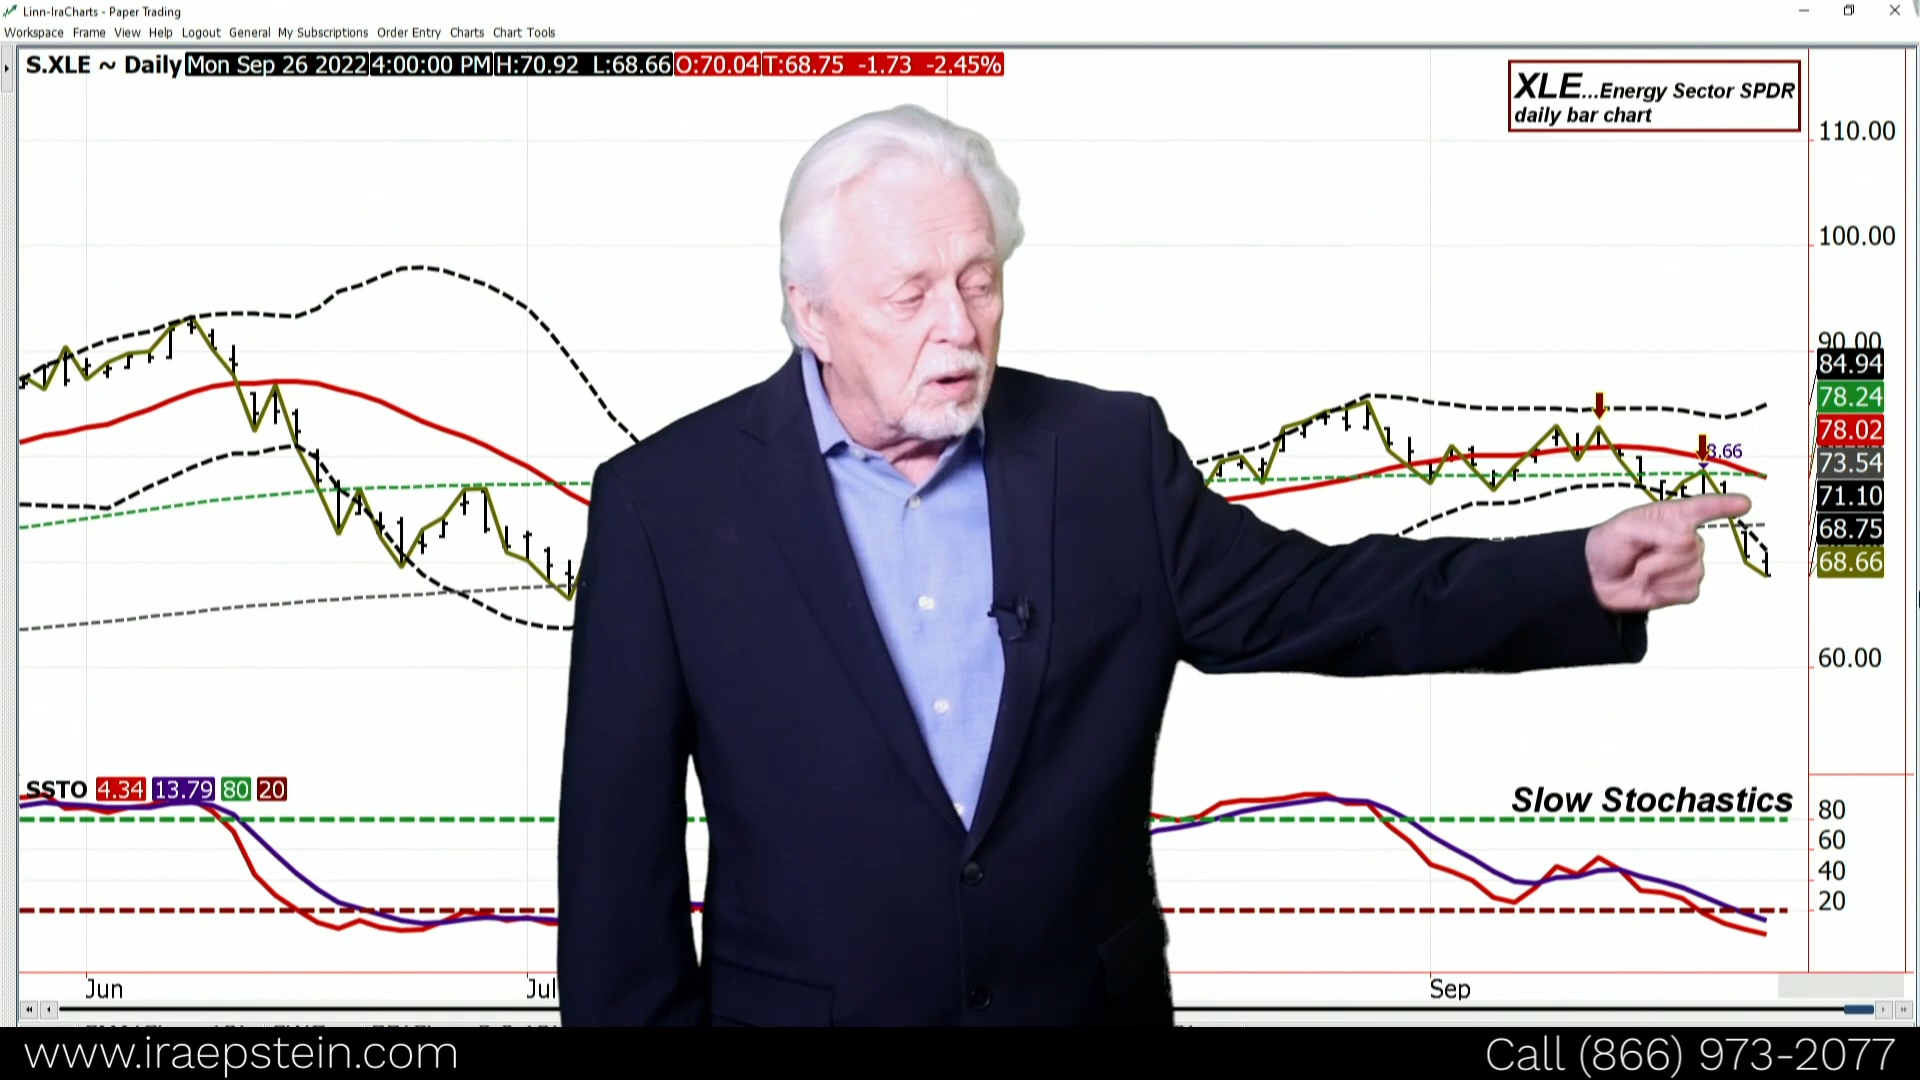 Linn-IraCharts - Paper Trading
Workspace Frame View Help Logout General My Subscriptions Order Entry Charts Chart Tools
S.XLE ~ Daily Mon Sep 26 2022 4:00:00 PM H:70.92 L:68.66 O:70.04 T:68.75 -1.73 -2.45%
XLE...Energy Sector SPDR
daily bar chart
110.00
100.00
90.00
84.94
78.24
78.02
8.66
73.54
71.10
68.75
68.66
60.00
SSTO 4.34 13.79 80 20
Slow Stochastics
80
60
40
20
Jun Jul Sep
www.iraepstein.com Call (866) 973-2077